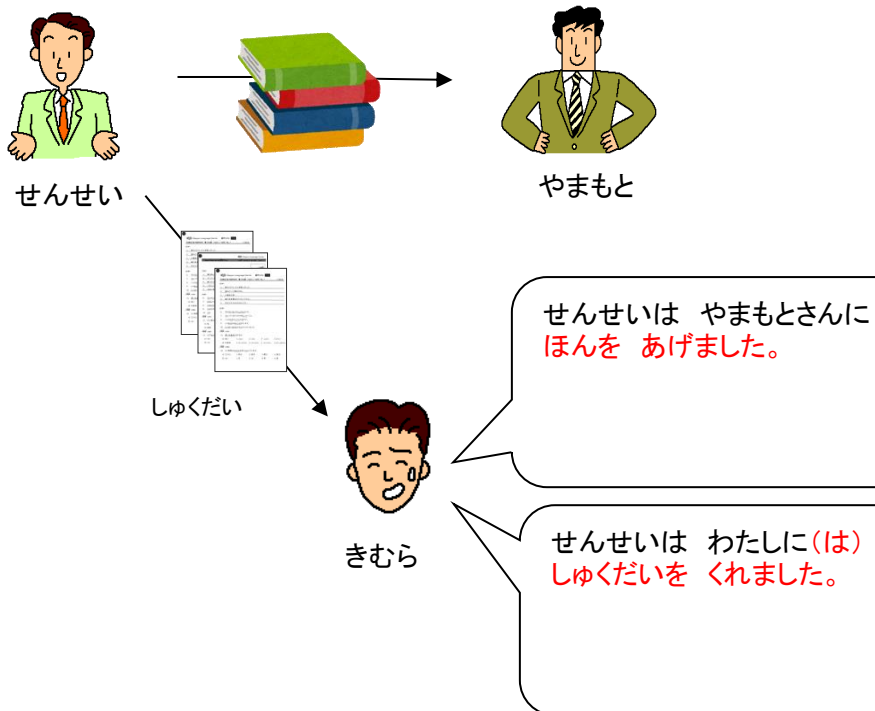 せんせい
やまもと
しゅくだい
きむら
せんせいは　やまもとさんに
ほんを　あげました。
せんせいは　わたしに(は)
しゅくだいを　くれました。